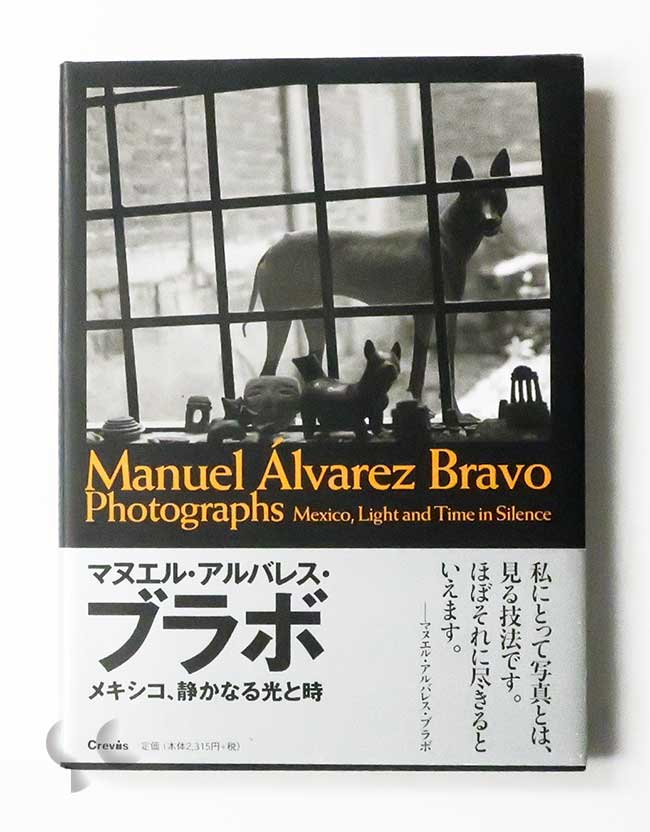 Manuel Álvarez Bravo
Photographs Mexico, Light and Time in Silence
マヌエル・アルバレス・
ブラボ
メキシコ、静かなる光と時
Crevis 定価（本体2,315円+税）
私にとって写真とは、
見る技法です。
ほぼそれに尽きると
いえます。
──マヌエル・アルバレス・ブラボ